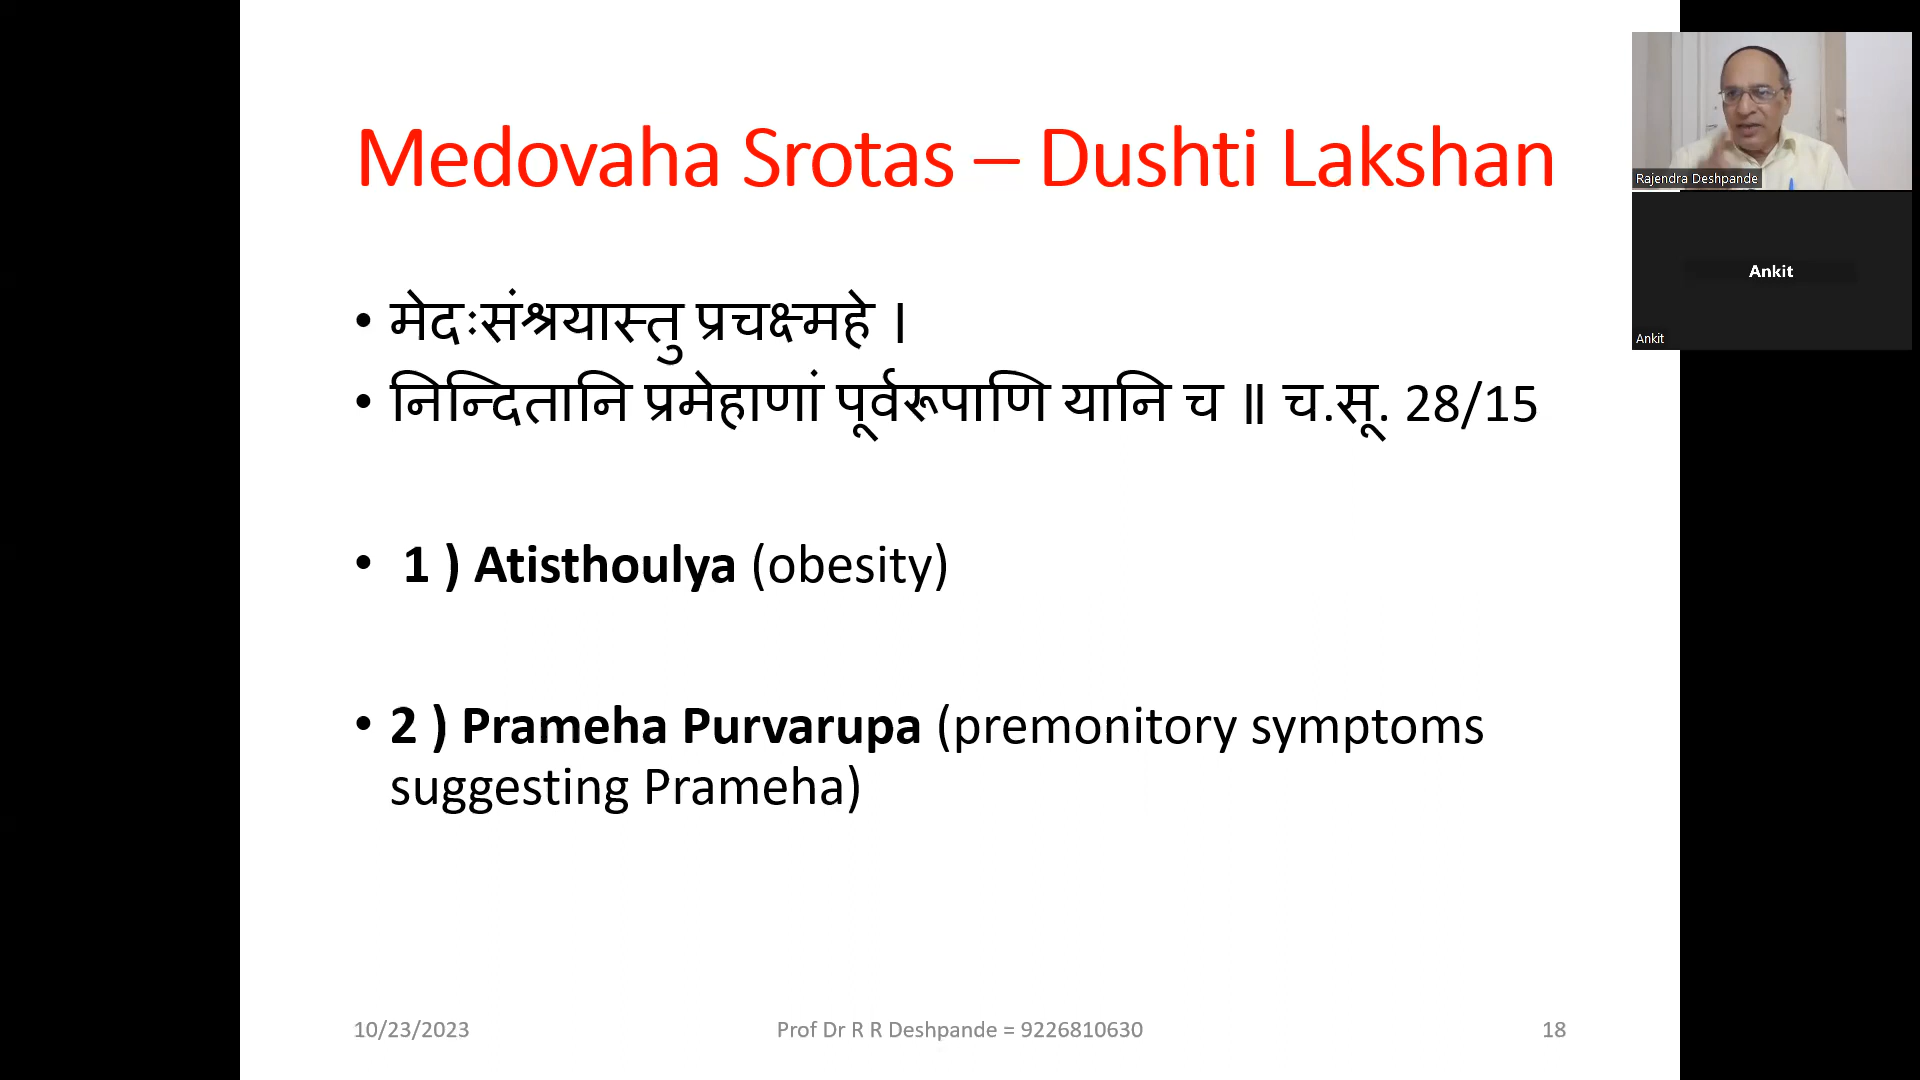 Medovaha Srotas – Dushti Lakshan
• मेदःसंश्रयास्तु प्रचक्ष्महे ।
• निन्दितानि प्रमेहाणां पूर्वरूपाणि यानि च ॥ च.सू. 28/15
• 1 ) Atisthoulya (obesity)
• 2 ) Prameha Purvarupa (premonitory symptoms
suggesting Prameha)
10/23/2023
Prof Dr R R Deshpande = 9226810630
18
Rajendra Deshpande
Ankit
Ankit